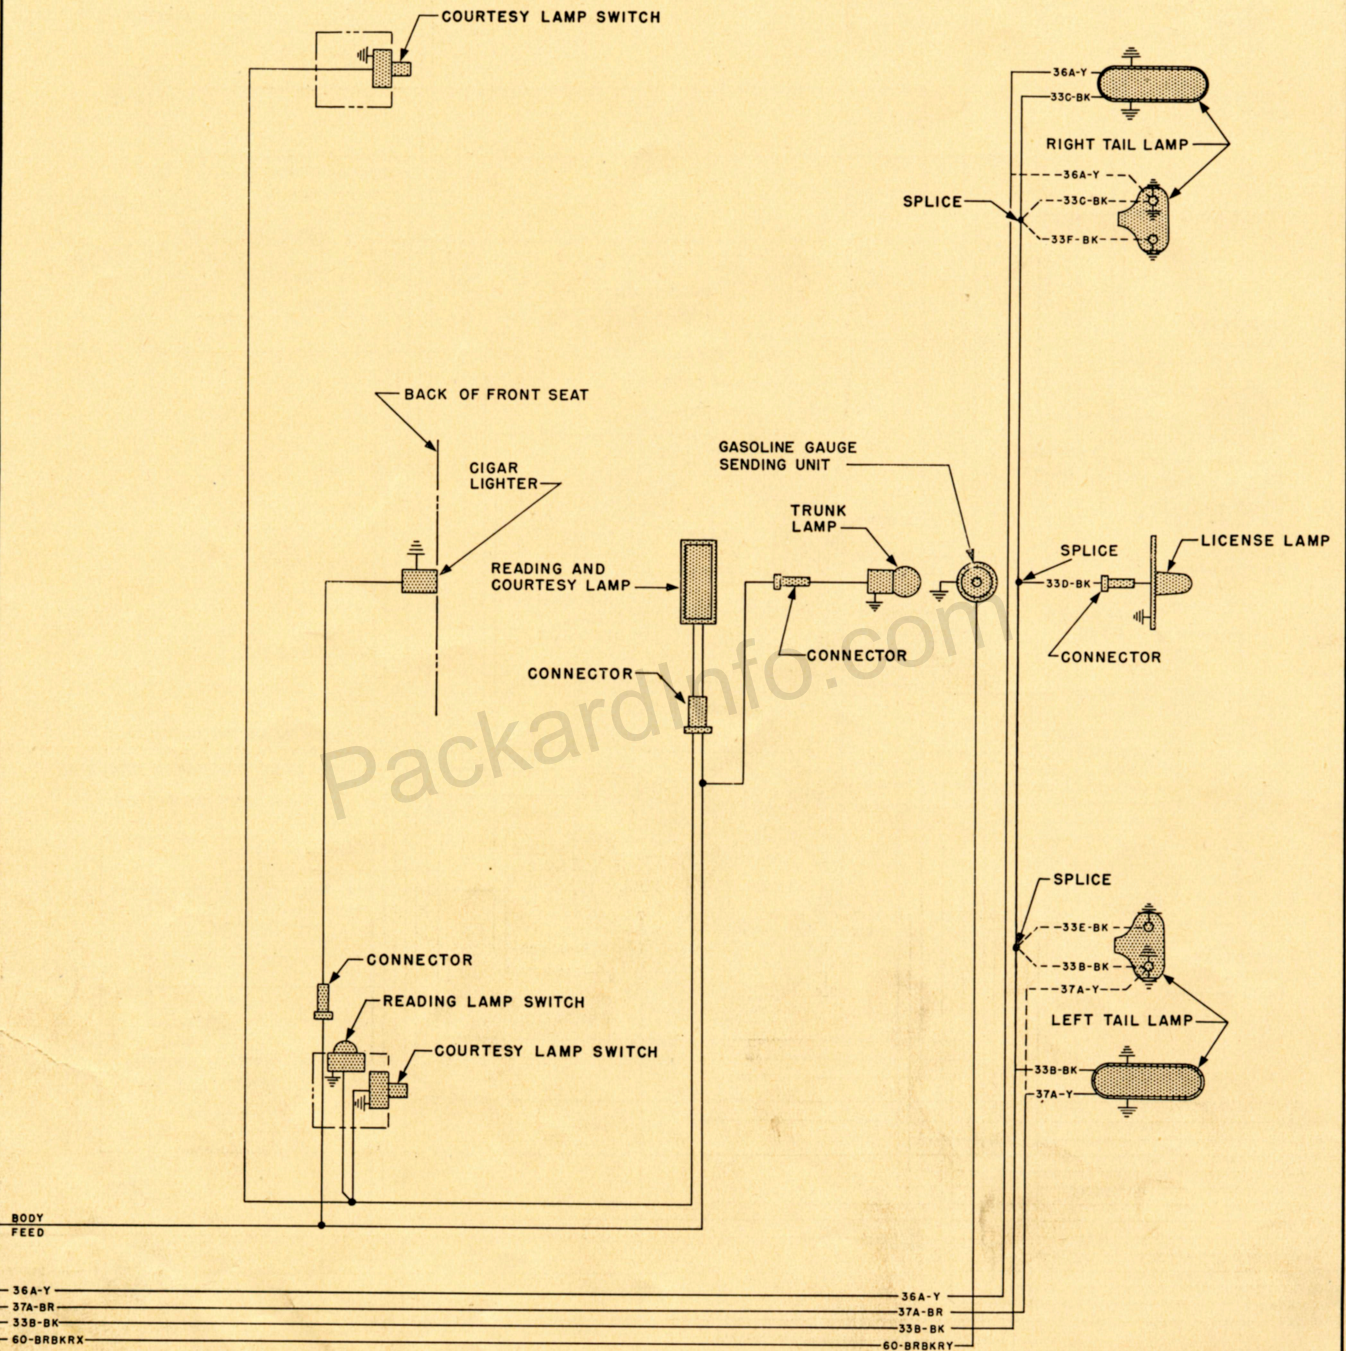 COURTESY LAMP SWITCH
36A-Y
33C-BK
RIGHT TAIL LAMP
36A-Y
SPLICE
33C-BK
33F-BK
BACK OF FRONT SEAT
CIGAR
LIGHTER
GASOLINE GAUGE
SENDING UNIT
TRUNK
LAMP
READING AND
COURTESY LAMP
SPLICE
LICENSE LAMP
33D-BK
CONNECTOR
CONNECTOR
CONNECTOR
PackardInfo.com
SPLICE
33E-BK
33B-BK
37A-Y
LEFT TAIL LAMP
CONNECTOR
READING LAMP SWITCH
COURTESY LAMP SWITCH
33B-BK
37A-Y
BODY
FEED
36A-Y
36A-Y
37A-BR
37A-BR
33B-BK
33B-BK
60-BRBKRX
60-BRBKRY